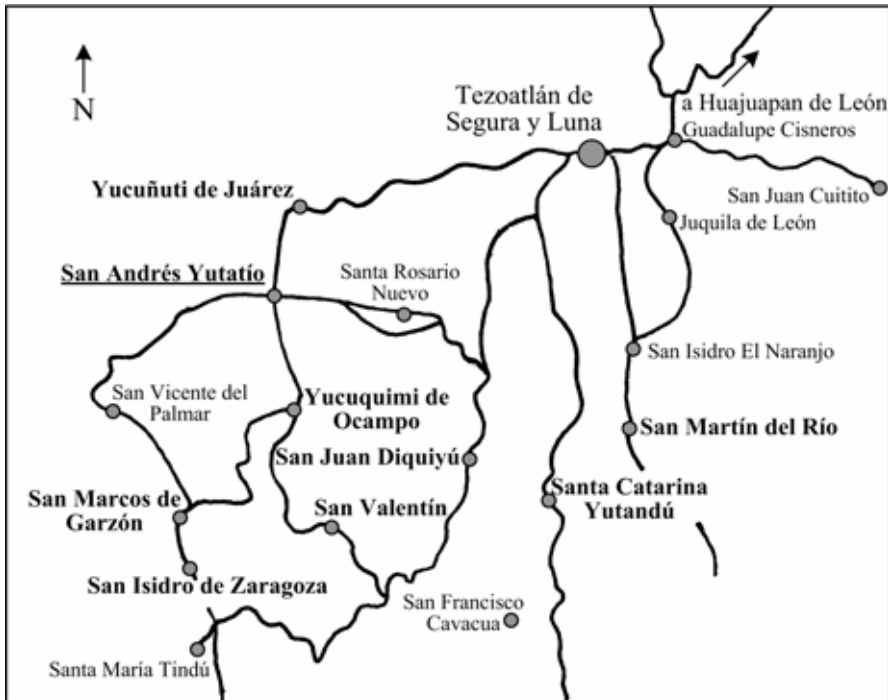 N
Tezoatlán de
Segura y Luna
a Huajuapan de León
Guadalupe Cisneros
San Juan Cuitito
Juquila de León
Yucuñuti de Juárez
San Andrés Yutatío
Santa Rosario
Nuevo
San Isidro El Naranjo
San Vicente del
Palmar
Yucuquimi de
Ocampo
San Martín del Río
San Juan Diquiyú
Santa Catarina
Yutandú
San Marcos de
Garzón
San Valentín
San Isidro de Zaragoza
San Francisco
Cavacua
Santa María Tindú